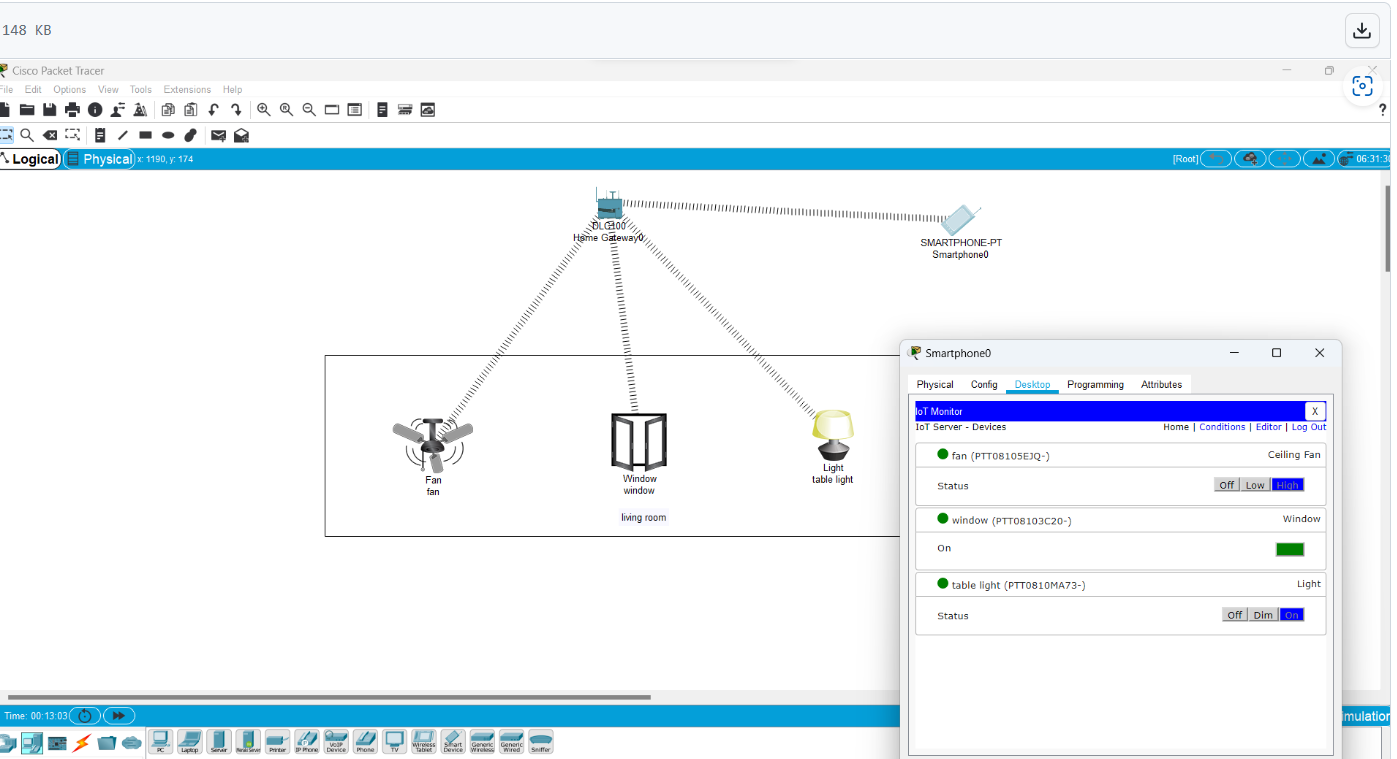 148 KB
Cisco Packet Tracer
File Edit Options View Tools Extensions Help
?
Logical Physical x: 1190, y: 174 [Root] 06:31:30
DLC100
Home Gateway0
SMARTPHONE-PT
Smartphone0
Fan
fan
Window
window
Light
table light
living room
Smartphone0
Physical Config Desktop Programming Attributes
IoT Monitor X
IoT Server - Devices Home | Conditions | Editor | Log Out
fan (PTT08105EJQ-) Ceiling Fan
Status Off Low High
window (PTT08103C20-) Window
On
table light (PTT0810MA73-) Light
Status Off Dim On
Time: 00:13:03 imulation
PC Laptop Server Printer IP Phone VoIP Device Phone TV Wireless Tablet Smart Device Generic Wireless Generic Wired Sniffer